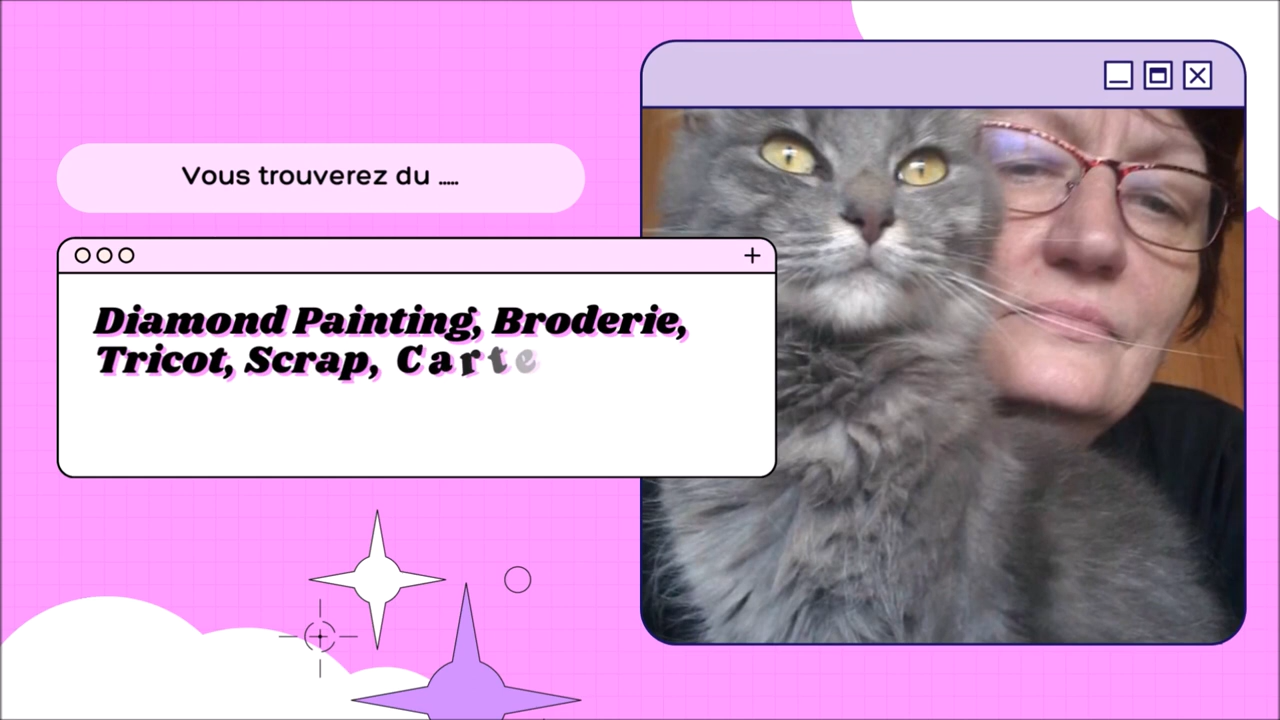 Vous trouverez du .....
Diamond Painting, Broderie,
Tricot, Scrap, Carte